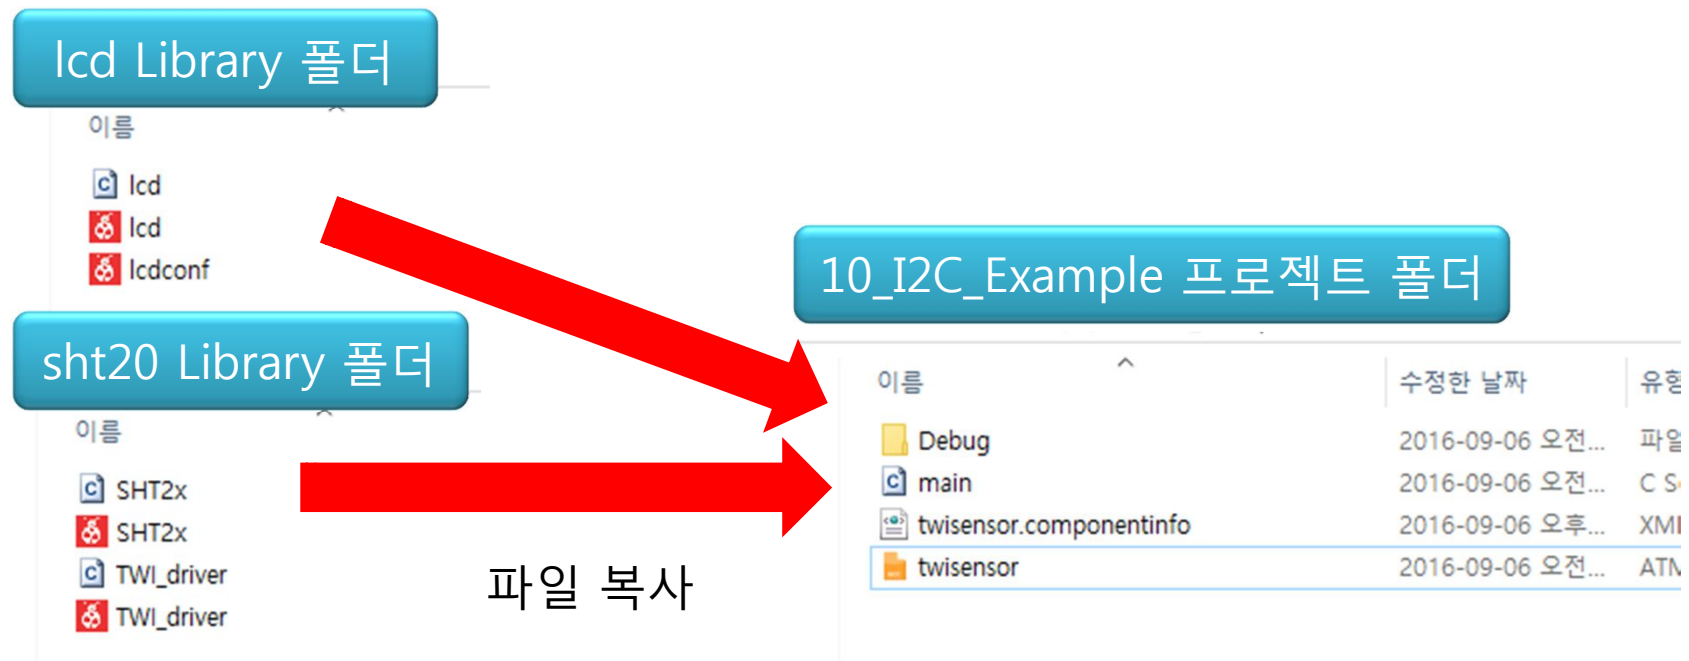 lcd Library 폴더
이름
lcd
lcd
lcdconf
sht20 Library 폴더
이름
SHT2x
SHT2x
TWI_driver
TWI_driver
파일 복사
10_I2C_Example 프로젝트 폴더
이름 수정한 날짜
Debug 2016-09-06 오전...
main 2016-09-06 오전... C
twisensor.componentinfo 2016-09-06 오후...
twisensor 2016-09-06 오전...